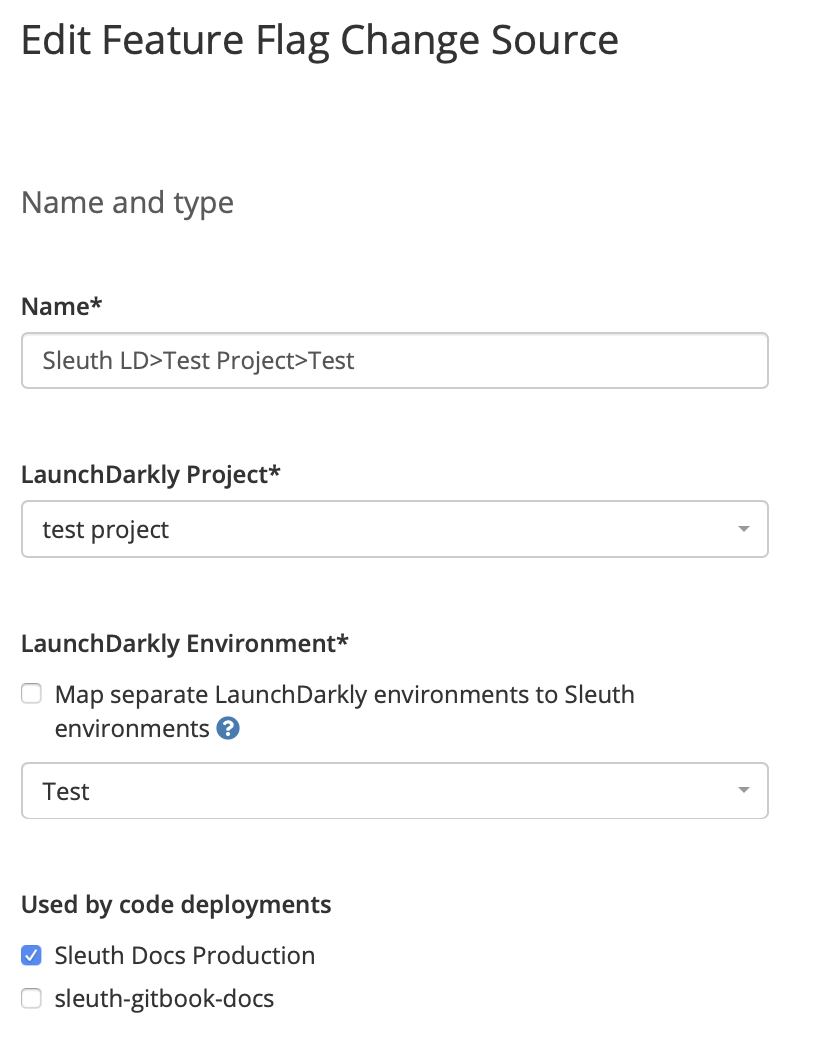 Edit Feature Flag Change Source
Name and type
Name*
Sleuth LD>Test Project>Test
LaunchDarkly Project*
test project
LaunchDarkly Environment*
Map separate LaunchDarkly environments to Sleuth
environments ?
Test
Used by code deployments
Sleuth Docs Production
sleuth-gitbook-docs